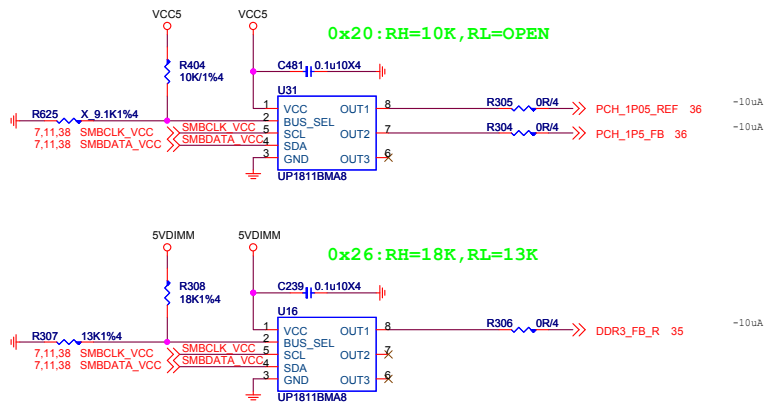 VCC5 VCC5
0x20:RH=10K,RL=OPEN
R404
10K/1%4
C481 0.1u10X4
U31
R625 X_9.1K1%4
1 VCC OUT1 8 R305 0R/4 PCH_1P05_REF 36 -10uA
2 BUS_SEL
7,11,38 SMBCLK_VCC SMBCLK_VCC 5 SCL OUT2 7 R304 0R/4 PCH_1P5_FB 36 -10uA
7,11,38 SMBDATA_VCC SMBDATA_VCC 4 SDA
3 GND OUT3 6
UP1811BMA8
5VDIMM 5VDIMM
0x26:RH=18K,RL=13K
R308
18K1%4
C239 0.1u10X4
U16
R307 13K1%4
1 VCC OUT1 8 R306 0R/4 DDR3_FB_R 35 -10uA
2 BUS_SEL
7,11,38 SMBCLK_VCC SMBCLK_VCC 5 SCL OUT2 7
7,11,38 SMBDATA_VCC SMBDATA_VCC 4 SDA
3 GND OUT3 6
UP1811BMA8